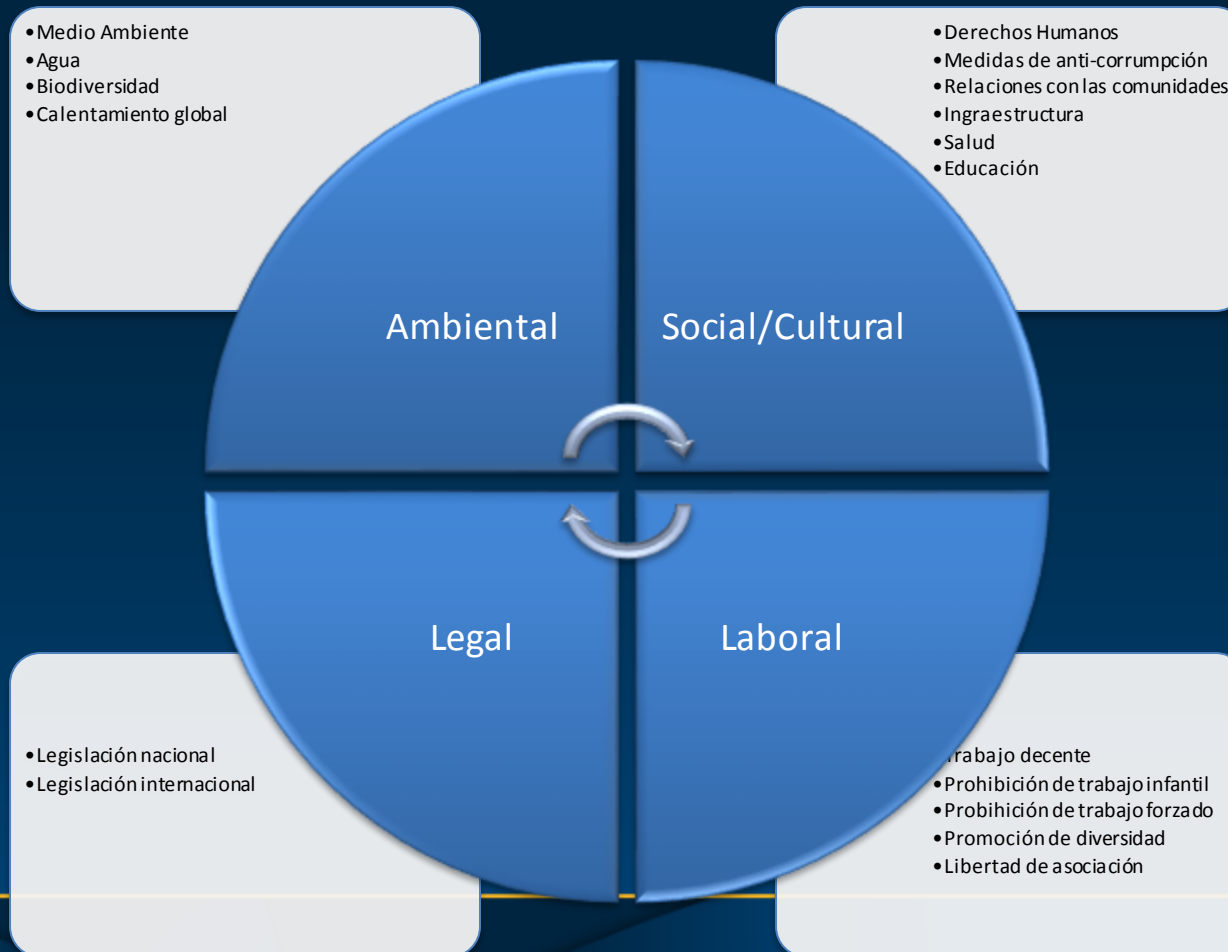 •Medio Ambiente
•Agua
•Biodiversidad
•Calentamiento global
•Derechos Humanos
•Medidas de anti-corrumpción
•Relaciones con las comunidades
•Ingraestructura
•Salud
•Educación
Ambiental
Social/Cultural
Legal
Laboral
•Legislación nacional
•Legislación internacional
Trabajo decente
•Prohibición de trabajo infantil
•Probihición de trabajo forzado
•Promoción de diversidad
•Libertad de asociación